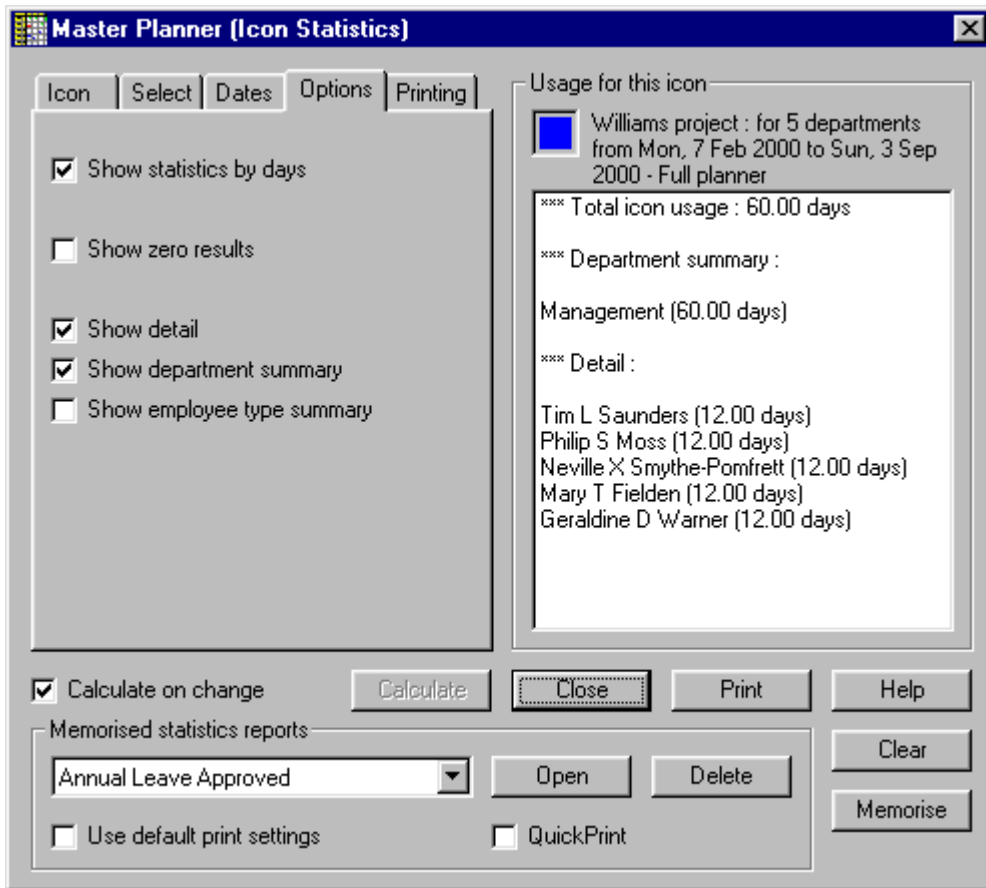 Master Planner (Icon Statistics)
Icon
Select
Dates
Options
Printing
Show statistics by days
Show zero results
Show detail
Show department summary
Show employee type summary
Usage for this icon
Williams project : for 5 departments
from Mon, 7 Feb 2000 to Sun, 3 Sep
2000 - Full planner
*** Total icon usage : 60.00 days
*** Department summary :
Management (60.00 days)
*** Detail :
Tim L Saunders (12.00 days)
Philip S Moss (12.00 days)
Neville X Smythe-Pomfrett (12.00 days)
Mary T Fielden (12.00 days)
Geraldine D Warner (12.00 days)
Calculate on change
Calculate
Close
Print
Help
Memorised statistics reports
Annual Leave Approved
Open
Delete
Clear
Memorise
Use default print settings
QuickPrint